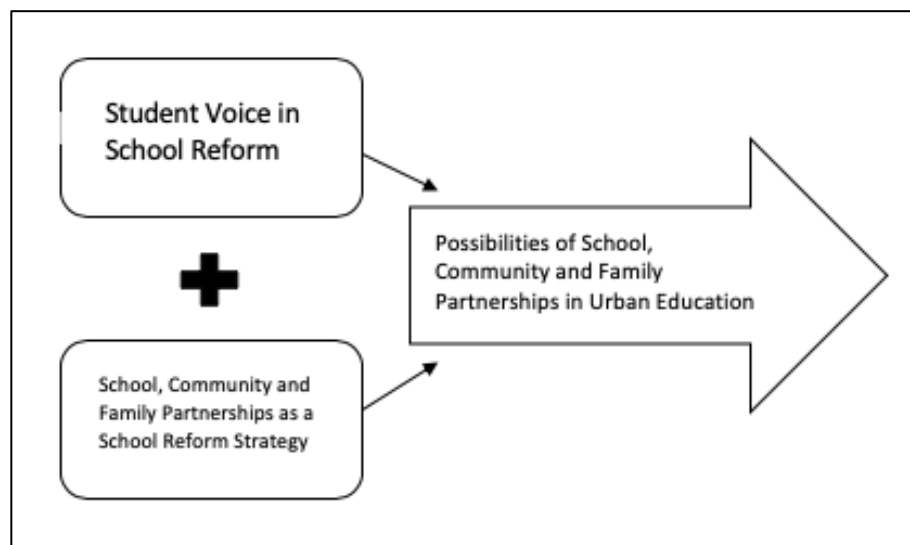 Student Voice in
School Reform
School, Community and
Family Partnerships as a
School Reform Strategy
Possibilities of School,
Community and Family
Partnerships in Urban Education